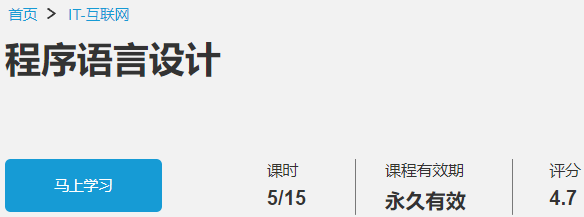 首页 > IT-互联网
程序语言设计
马上学习
课时
5/15
课程有效期
永久有效
评分
4.7